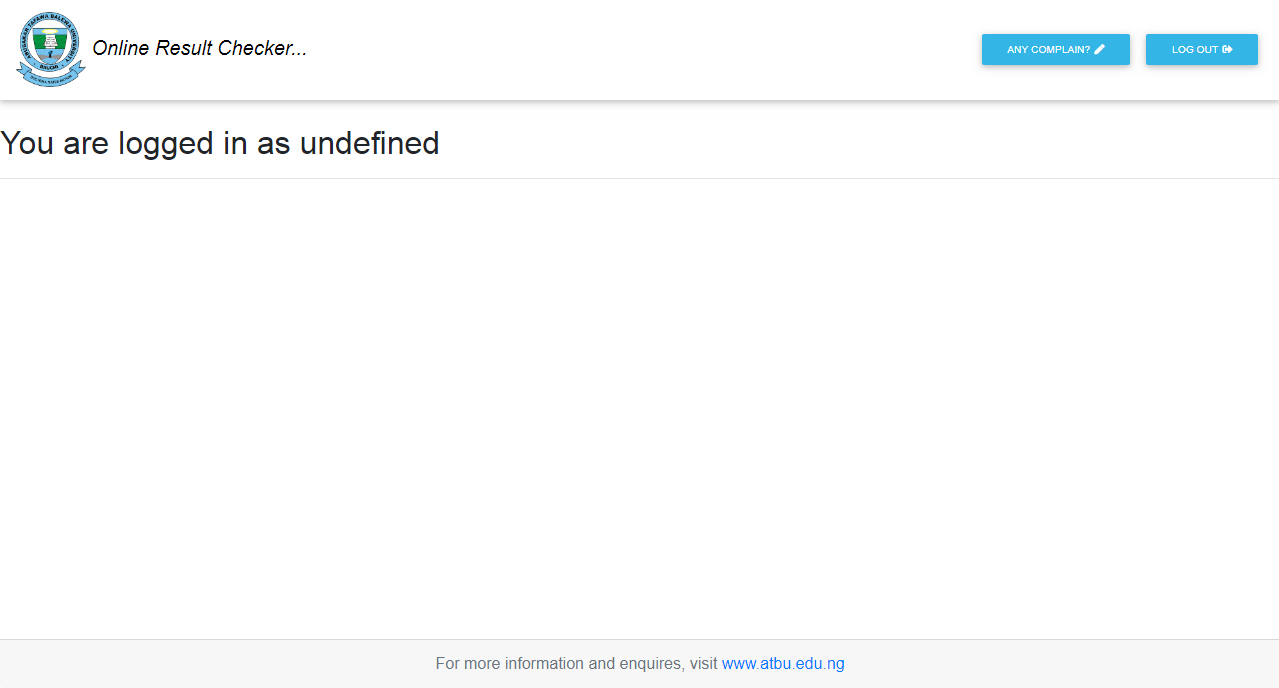 ABUBAKAR TAFAWA BALEWA UNIVERSITY
BAUCHI
Online Result Checker...
ANY COMPLAIN?
LOG OUT
You are logged in as undefined
For more information and enquires, visit www.atbu.edu.ng